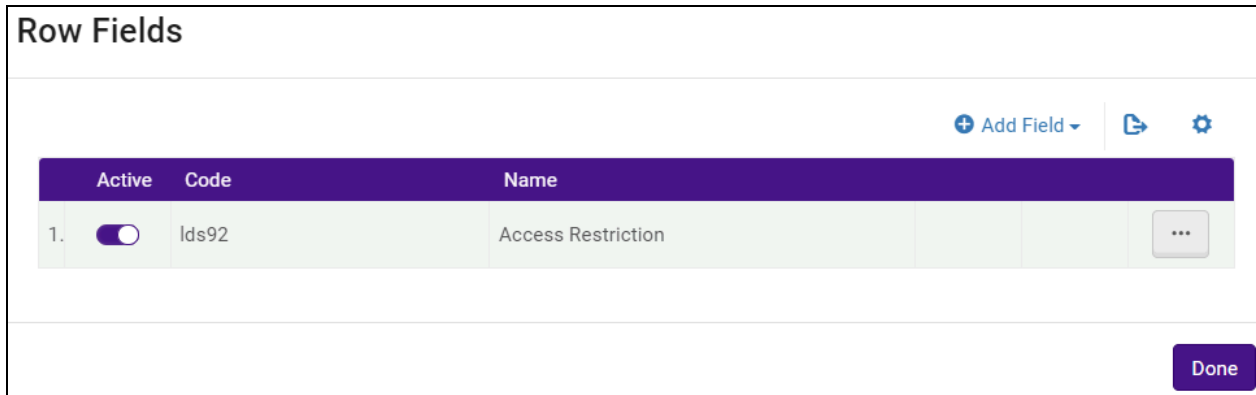 Row Fields
Add Field
Active Code Name
1. lds92 Access Restriction
Done